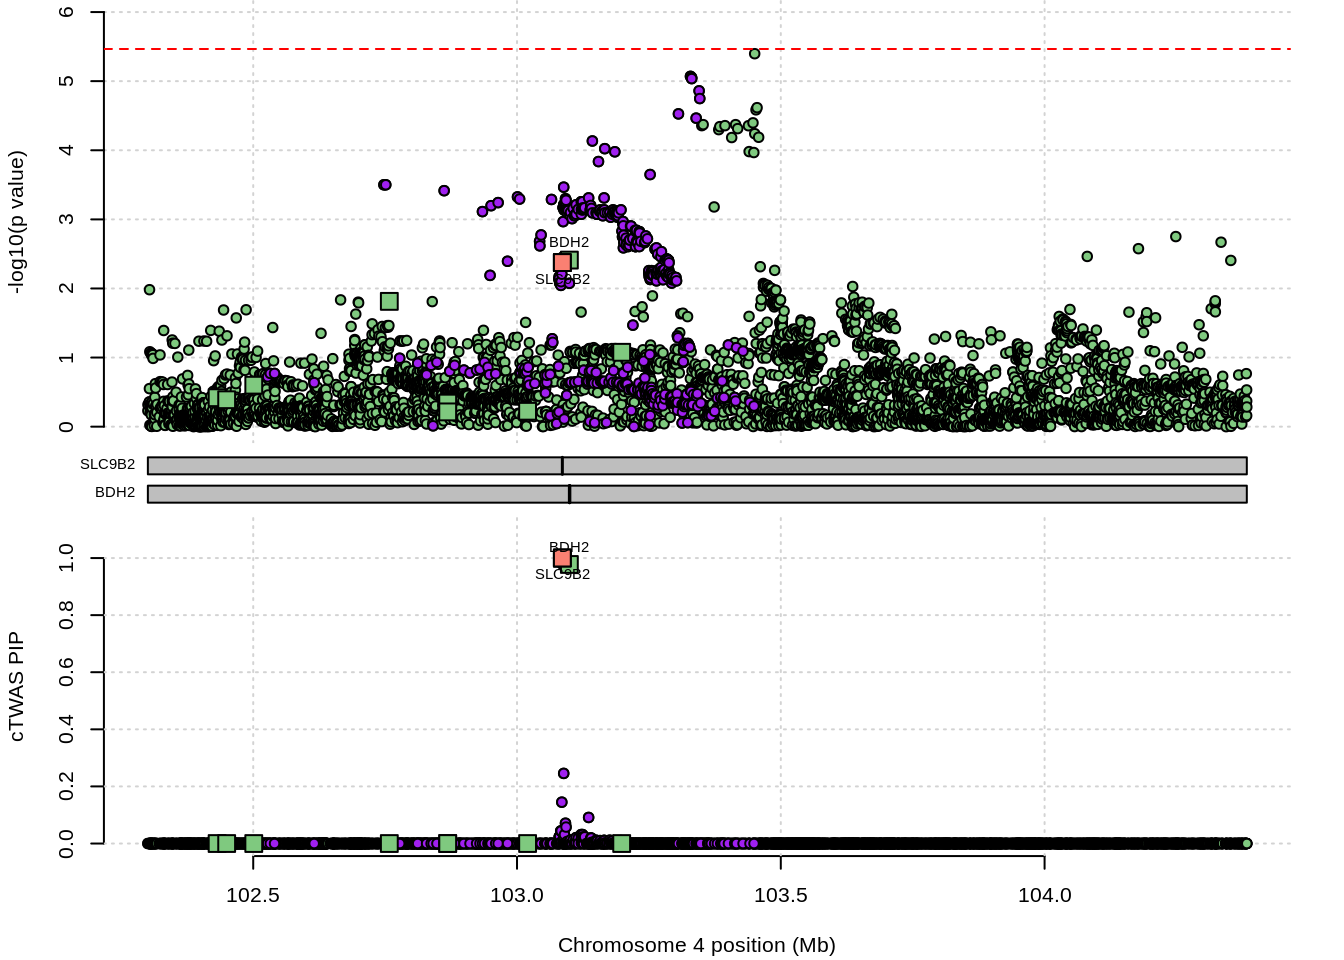 6
5
4
3
2
1
0
-log10(p value)
BDH2
SLC9B2
SLC9B2
BDH2
1.0
0.8
0.6
0.4
0.2
0.0
cTWAS PIP
BDH2
SLC9B2
102.5 103.0 103.5 104.0
Chromosome 4 position (Mb)